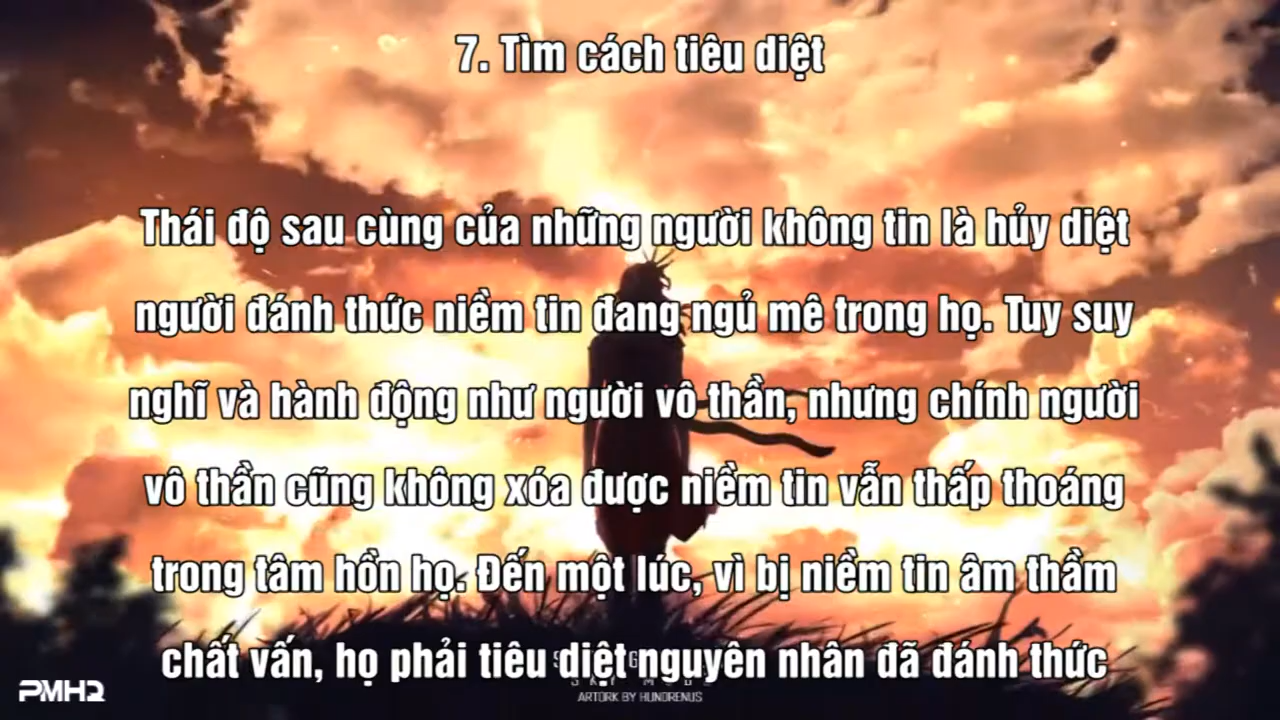 7. Tìm cách tiêu diệt
Thái độ sau cùng của những người không tin là hủy diệt
người đánh thức niềm tin đang ngủ mê trong họ. Tuy suy
nghĩ và hành động như người vô thần, nhưng chính người
vô thần cũng không xóa được niềm tin vẫn thấp thoáng
trong tâm hồn họ. Đến một lúc, vì bị niềm tin âm thầm
chất vấn, họ phải tiêu diệt nguyên nhân đã đánh thức
PMHQ
ARTORK BY HUNDRENUS